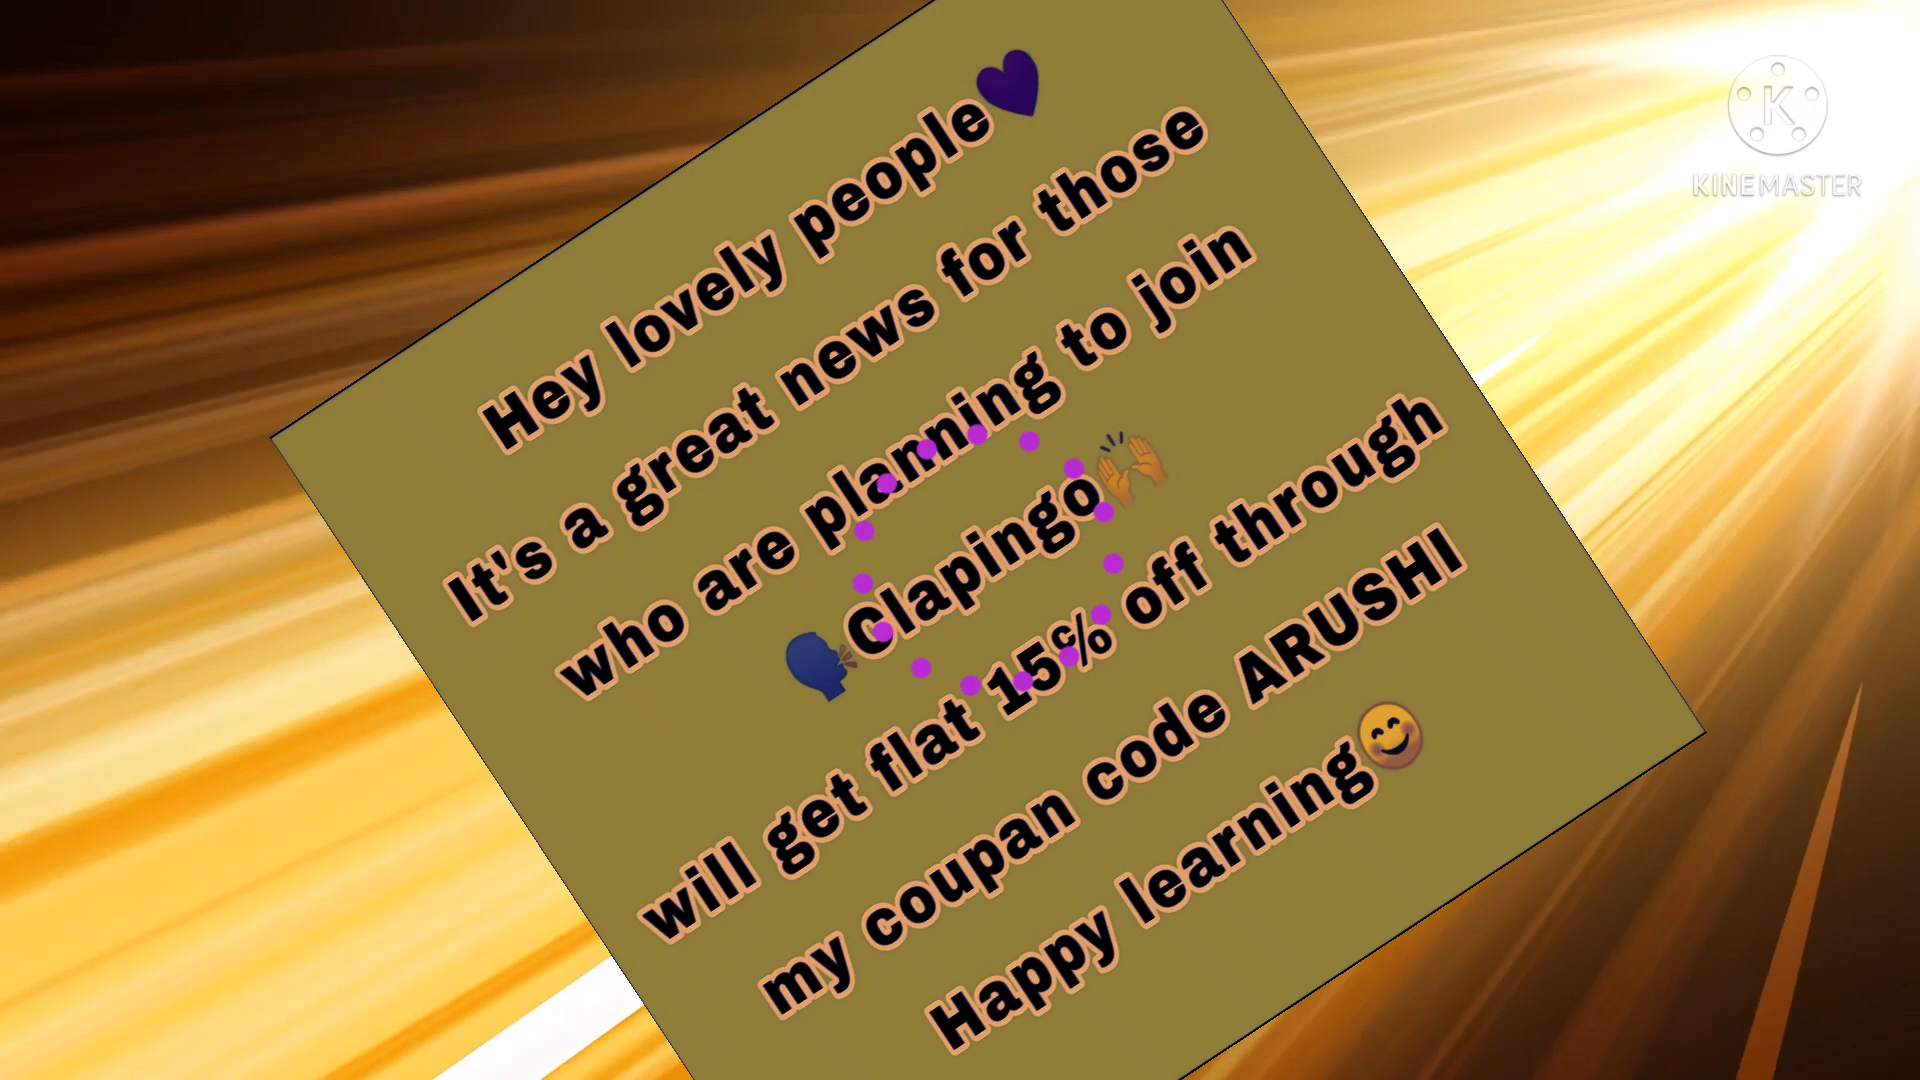 Hey lovely people💜
It's a great news for those
who are planning to join
🗣️Clapingo🙌
will get flat 15% off through
my coupan code ARUSHI
Happy learning😊
K
KINEMASTER